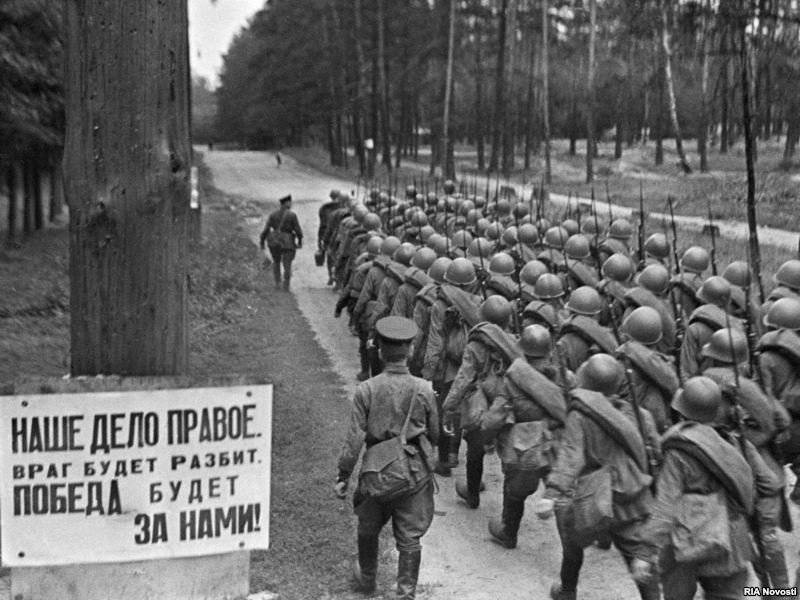 НАШЕ ДЕЛО ПРАВОЕ.
ВРАГ БУДЕТ РАЗБИТ.
ПОБЕДА БУДЕТ
ЗА НАМИ!
RIA Novosti